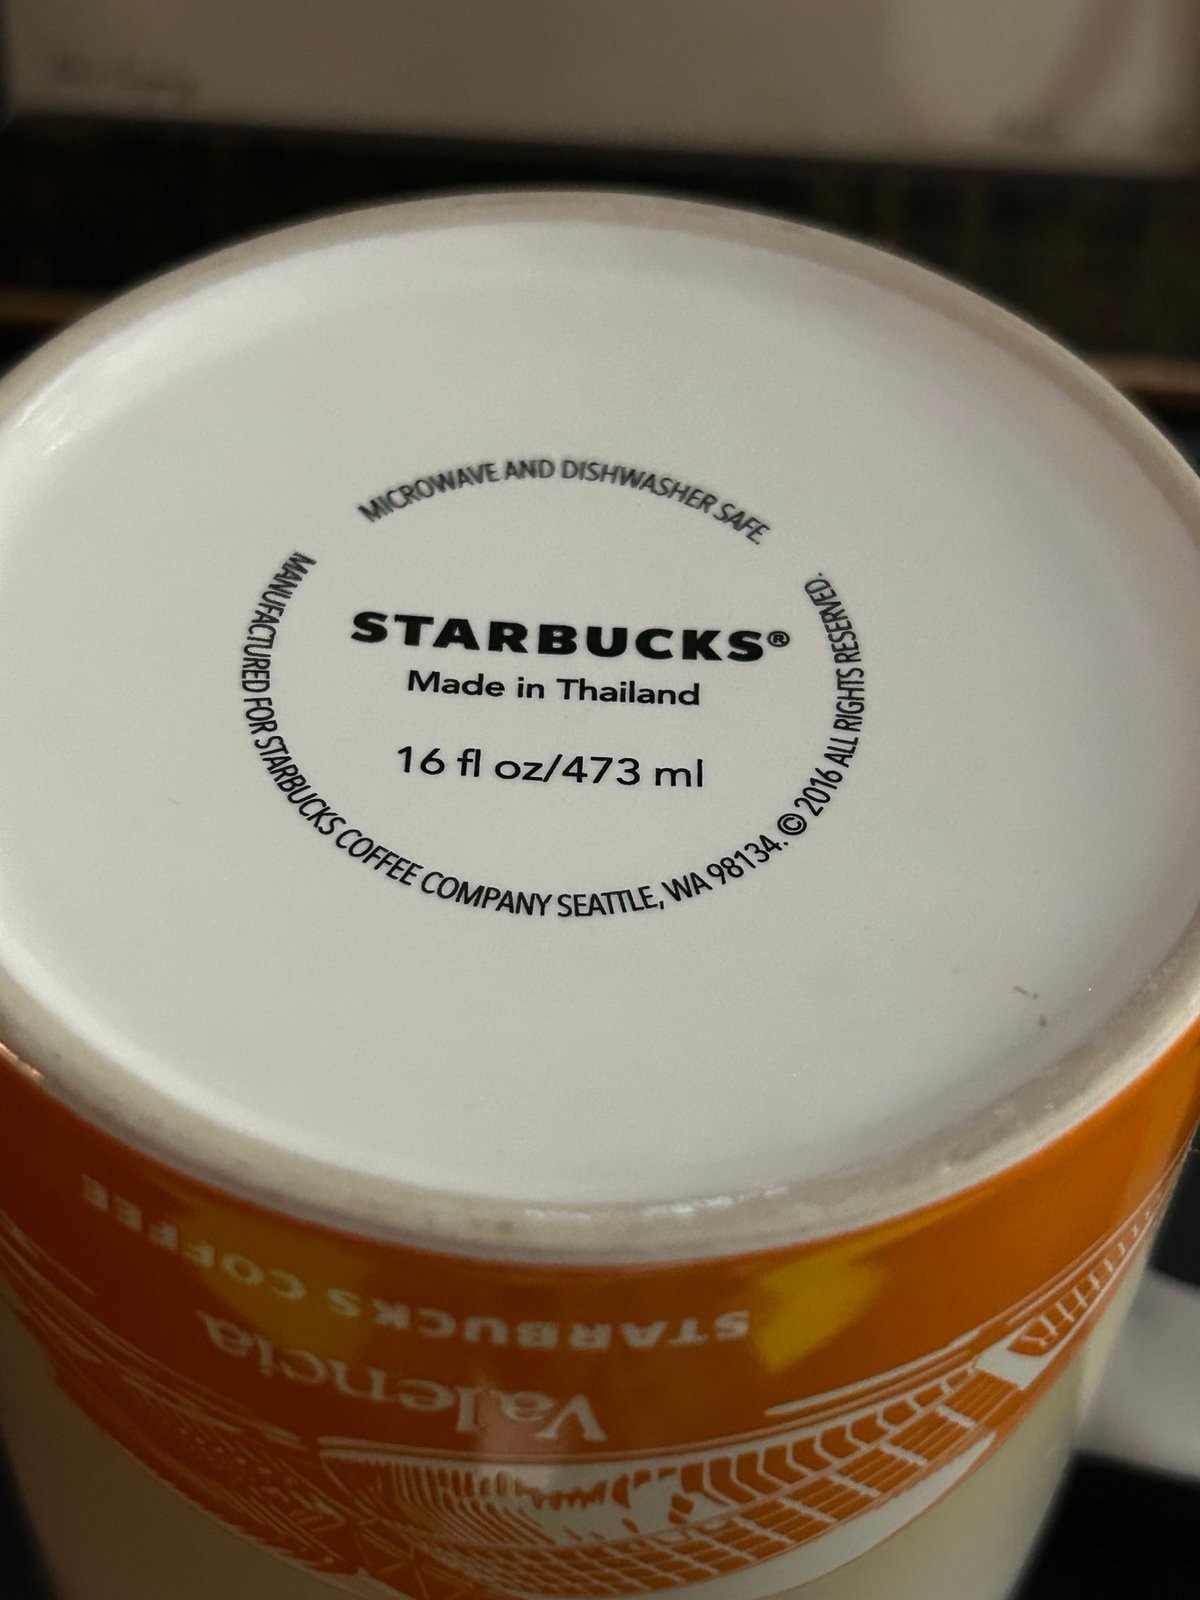 MICROWAVE AND DISHWASHER SAFE.
STARBUCKS®
Made in Thailand
16 fl oz/473 ml
MANUFACTURED FOR STARBUCKS COFFEE COMPANY SEATTLE, WA 98134. © 2016 ALL RIGHTS RESERVED.
STARBUCKS COFFEE
Valencia